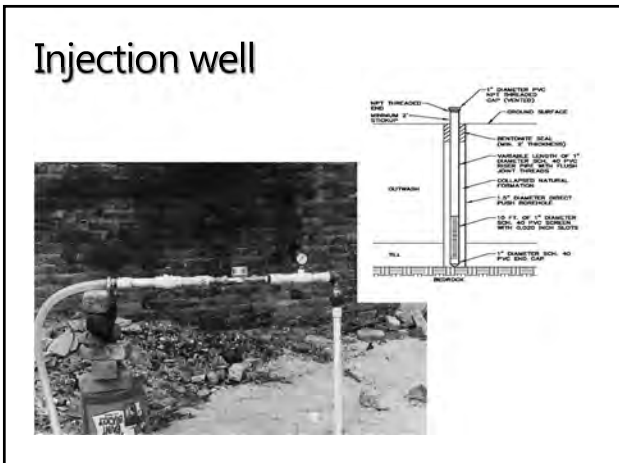 Injection well
1" DIAMETER PVC
NPT THREADED
CAP (VENTED)
NPT THREADED
END
MINIMUM 2'
STICKUP
GROUND SURFACE
BENTONITE SEAL
(MIN. 2' THICKNESS)
VARIABLE LENGTH OF 1"
DIAMETER SCH. 40 PVC
RISER PIPE WITH FLUSH
JOINT THREADS
COLLAPSED NATURAL
FORMATION
OUTWASH
1.5" DIAMETER DIRECT
PUSH BOREHOLE
10 FT. OF 1" DIAMETER
SCH. 40 PVC SCREEN
WITH 0.020 INCH SLOTS
TILL
1" DIAMETER SCH. 40
PVC END CAP
BEDROCK